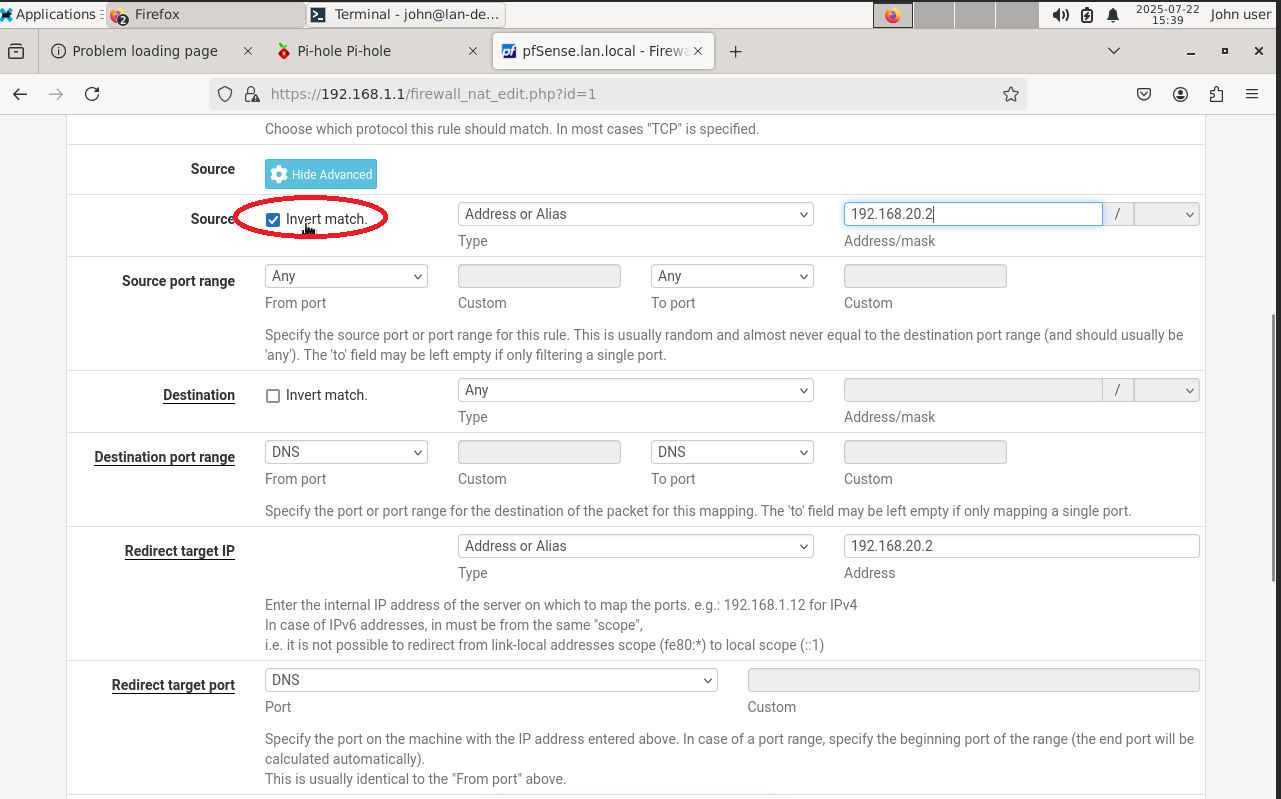 Applications
2
Firefox
Terminal - john@lan-de...
2025-07-22
15:39
John user
Problem loading page
Pi-hole Pi-hole
pf pfSense.lan.local - Firewa
https://192.168.1.1/firewall_nat_edit.php?id=1
Choose which protocol this rule should match. In most cases "TCP" is specified.
Source
Hide Advanced
Source
Invert match.
Address or Alias
192.168.20.2
/
Type
Address/mask
Source port range
Any
Any
From port
Custom
To port
Custom
Specify the source port or port range for this rule. This is usually random and almost never equal to the destination port range (and should usually be
'any'). The 'to' field may be left empty if only filtering a single port.
Destination
Invert match.
Any
/
Type
Address/mask
Destination port range
DNS
DNS
From port
Custom
To port
Custom
Specify the port or port range for the destination of the packet for this mapping. The 'to' field may be left empty if only mapping a single port.
Redirect target IP
Address or Alias
192.168.20.2
Type
Address
Enter the internal IP address of the server on which to map the ports. e.g.: 192.168.1.12 for IPv4
In case of IPv6 addresses, in must be from the same "scope",
i.e. it is not possible to redirect from link-local addresses scope (fe80:*) to local scope (::1)
Redirect target port
DNS
Port
Custom
Specify the port on the machine with the IP address entered above. In case of a port range, specify the beginning port of the range (the end port will be
calculated automatically).
This is usually identical to the "From port" above.